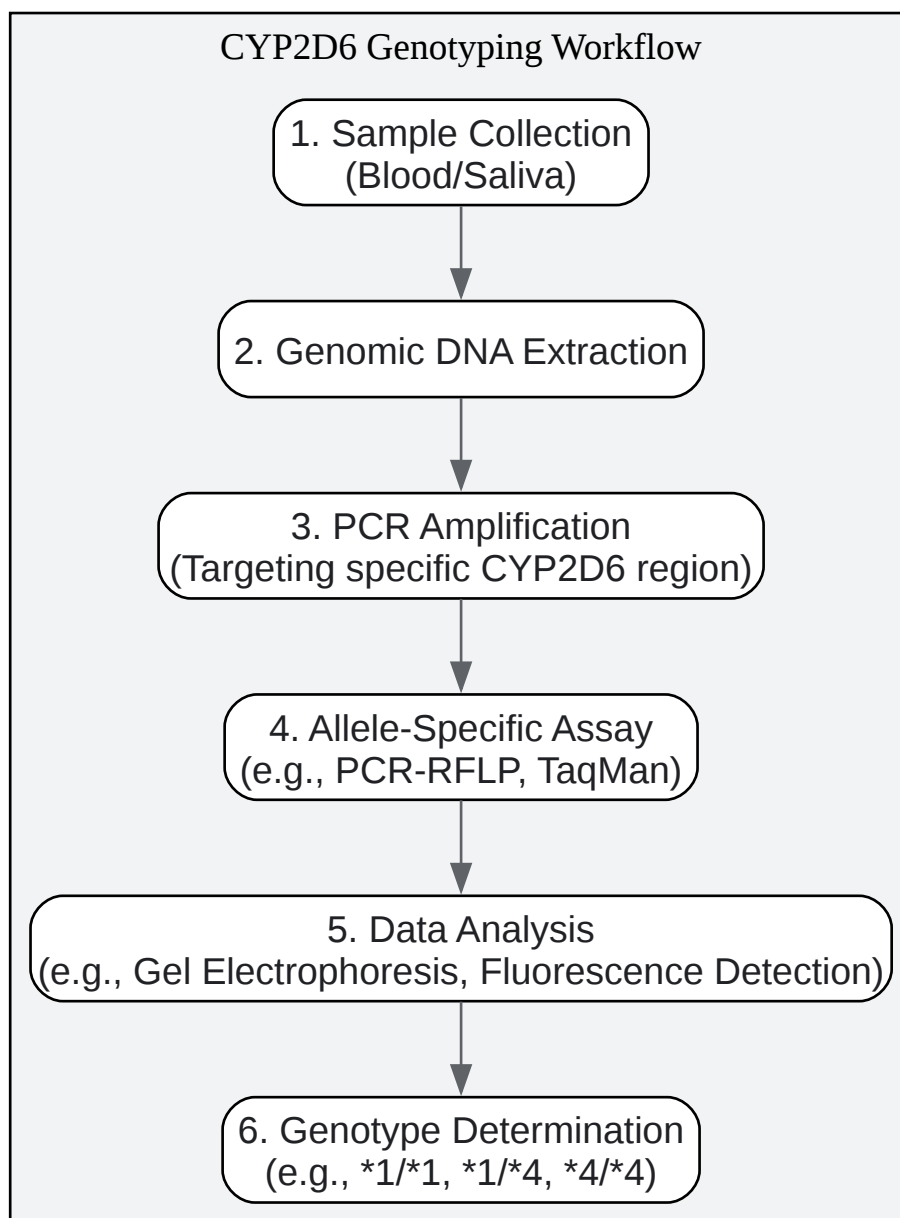 CYP2D6 Genotyping Workflow
1. Sample Collection
(Blood/Saliva)
2. Genomic DNA Extraction
3. PCR Amplification
(Targeting specific CYP2D6 region)
4. Allele-Specific Assay
(e.g., PCR-RFLP, TaqMan)
5. Data Analysis
(e.g., Gel Electrophoresis, Fluorescence Detection)
6. Genotype Determination
(e.g., *1/*1, *1/*4, *4/*4)